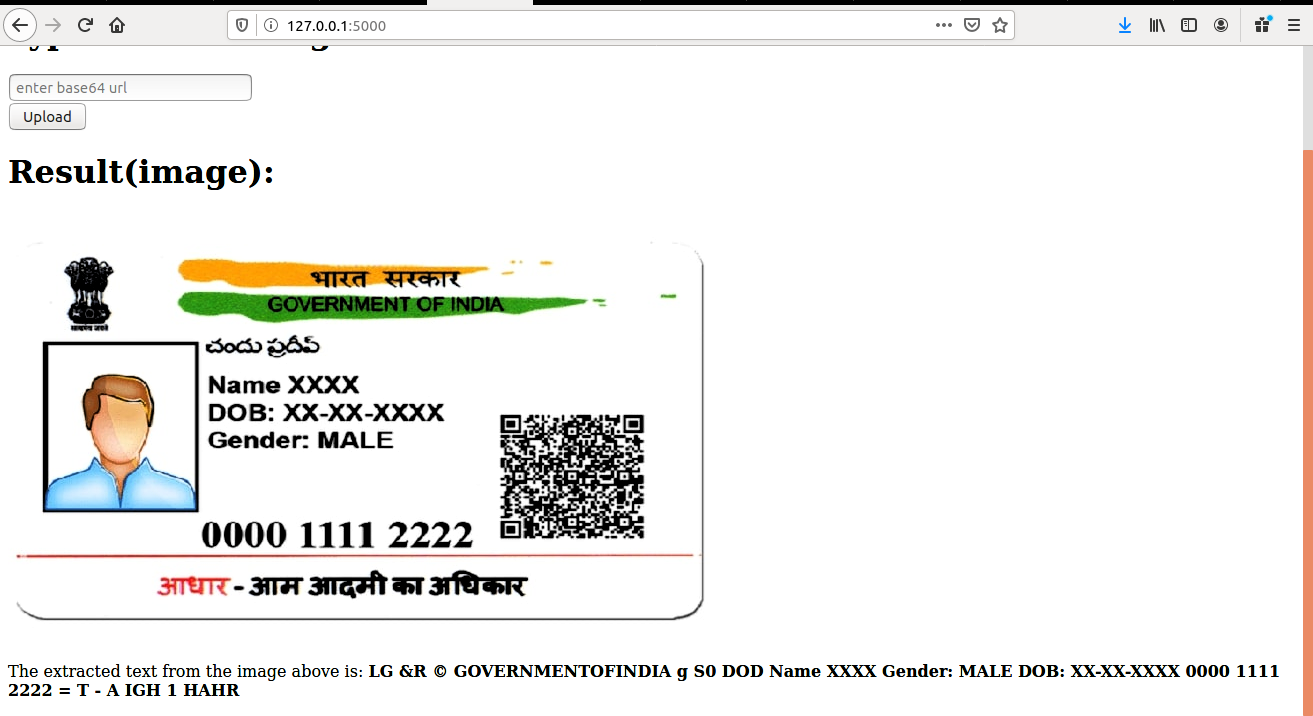 127.0.0.1:5000
enter base64 url
Upload
Result(image):
भारत सरकार
GOVERNMENT OF INDIA
सत्यमेव जयते
చందు ప్రదీప్
Name XXXX
DOB: XX-XX-XXXX
Gender: MALE
0000 1111 2222
आधार - आम आदमी का अधिकार
The extracted text from the image above is: LG &R © GOVERNMENTOFINDIA g S0 DOD Name XXXX Gender: MALE DOB: XX-XX-XXXX 0000 1111
2222 = T - A IGH 1 HAHR